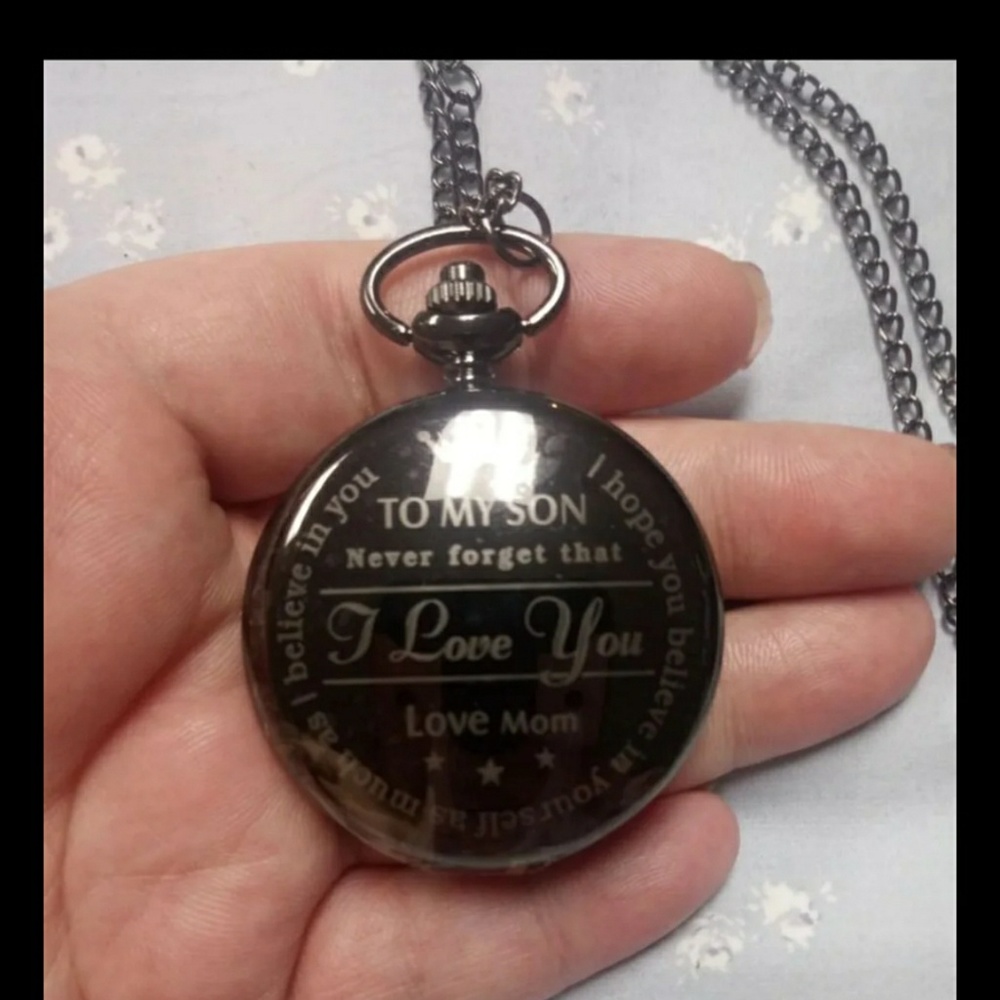 TO MY SON
Never forget that
I Love You
Love Mom
I hope you believe in yourself as much as I believe in you